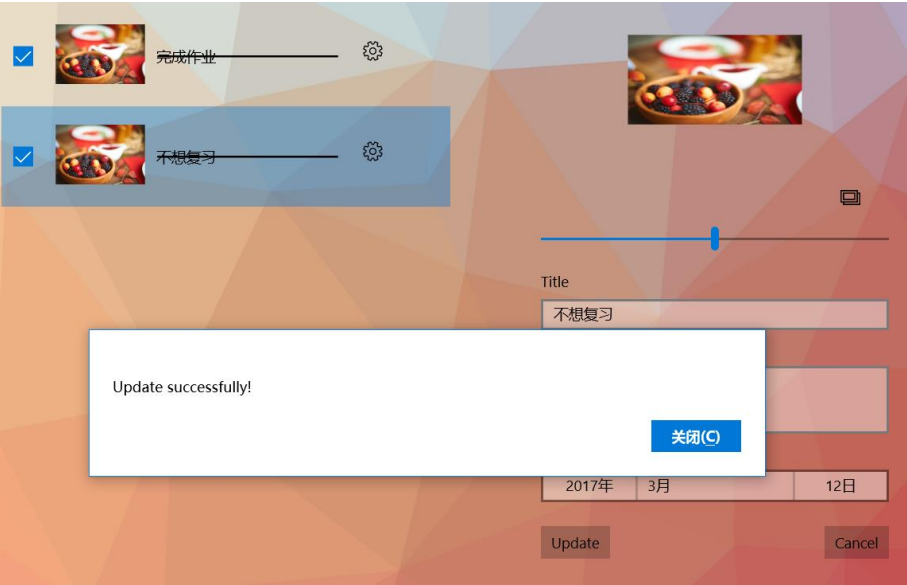 完成作业
不想复习
Title
不想复习
Update successfully!
关闭(C)
2017年 3月 12日
Update Cancel